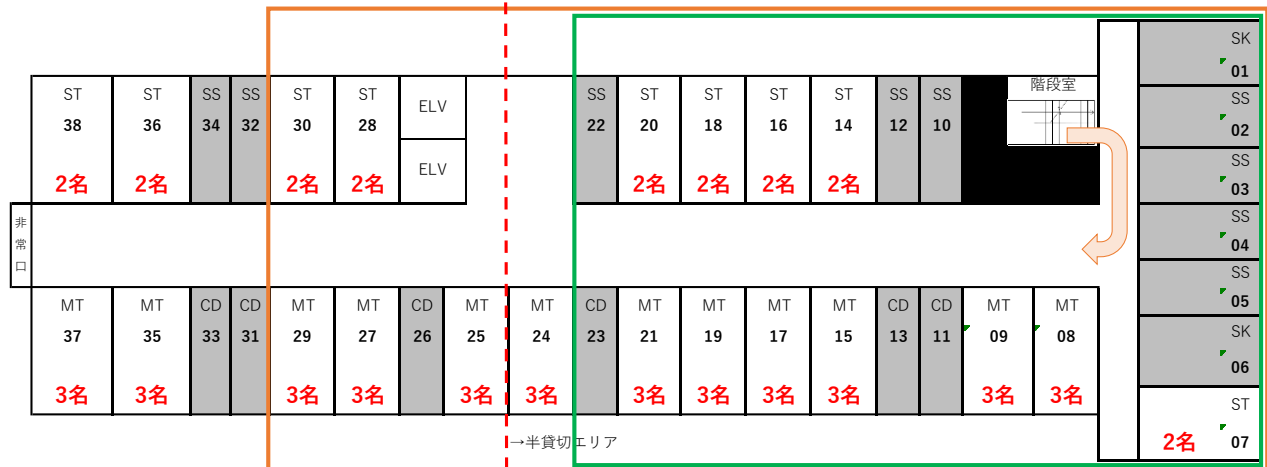 SK
01
ST ST SS SS ST ST ELV SS ST ST ST ST SS SS 階段室 SS
38 36 34 32 30 28 22 20 18 16 14 12 10 02
ELV
2名 2名 2名 2名 2名 2名 2名 2名 SS
03
非常口
SS
04
SS
05
MT MT CD CD MT MT CD MT MT CD MT MT MT MT CD CD MT MT SK
37 35 33 31 29 27 26 25 24 23 21 19 17 15 13 11 09 08 06
3名 3名 3名 3名 3名 3名 3名 3名 3名 3名 3名 3名
ST
→半貸切エリア 2名 07